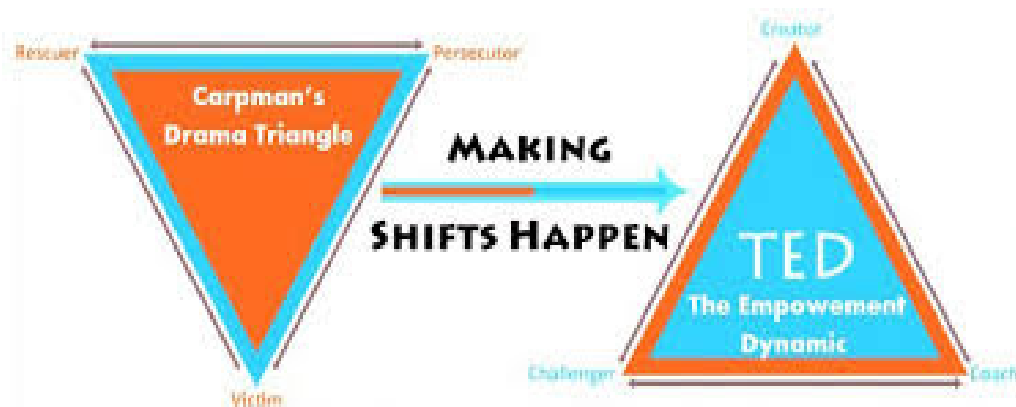 Rescuer
Persecutor
Carpman's
Drama Triangle
Victim
MAKING
SHIFTS HAPPEN
Creator
TED
The Empowement
Dynamic
Challenger
Coach